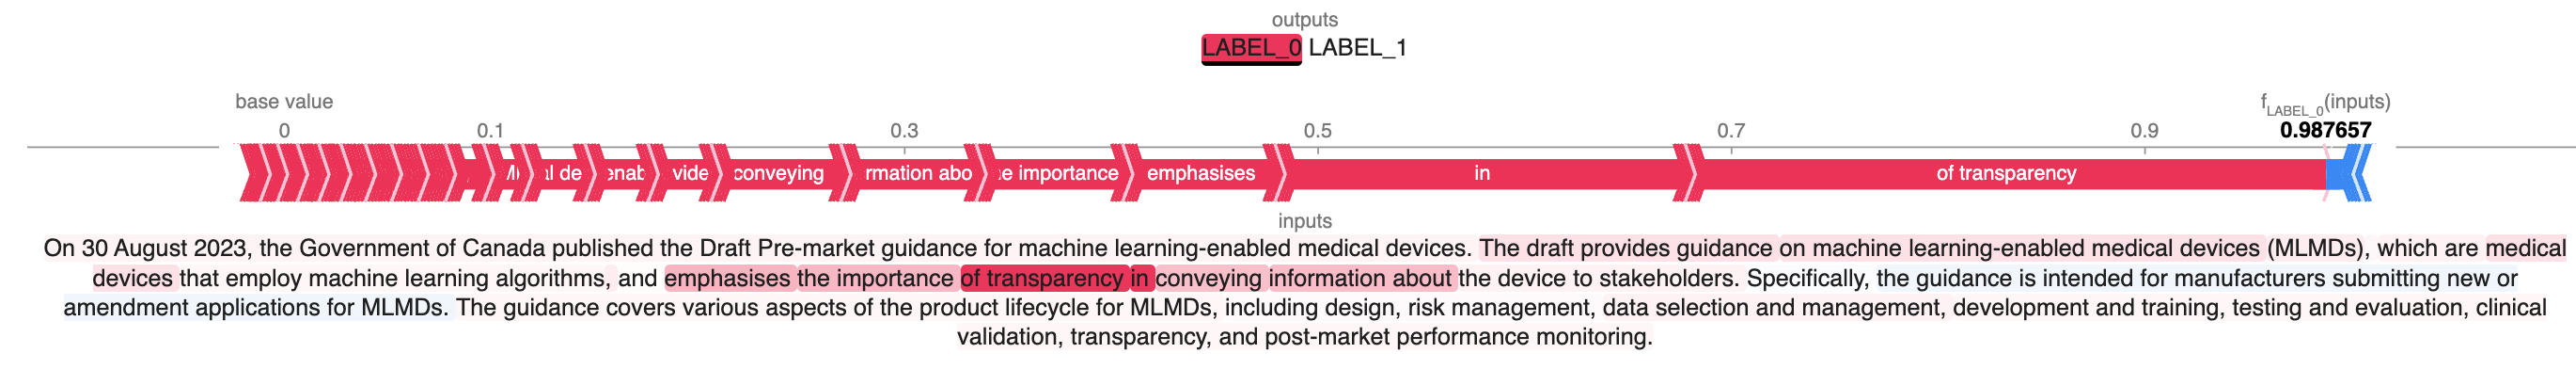 outputs
LABEL_0 LABEL_1
base value
f LABEL_0 (inputs)
0 0.1 0.3 0.5 0.7 0.9 0.987657
al de enab vide conveying rmation abo e importance emphasises in of transparency
inputs
On 30 August 2023, the Government of Canada published the Draft Pre-market guidance for machine learning-enabled medical devices. The draft provides guidance on machine learning-enabled medical devices (MLMDs), which are medical
devices that employ machine learning algorithms, and emphasises the importance of transparency in conveying information about the device to stakeholders. Specifically, the guidance is intended for manufacturers submitting new or
amendment applications for MLMDs. The guidance covers various aspects of the product lifecycle for MLMDs, including design, risk management, data selection and management, development and training, testing and evaluation, clinical
validation, transparency, and post-market performance monitoring.